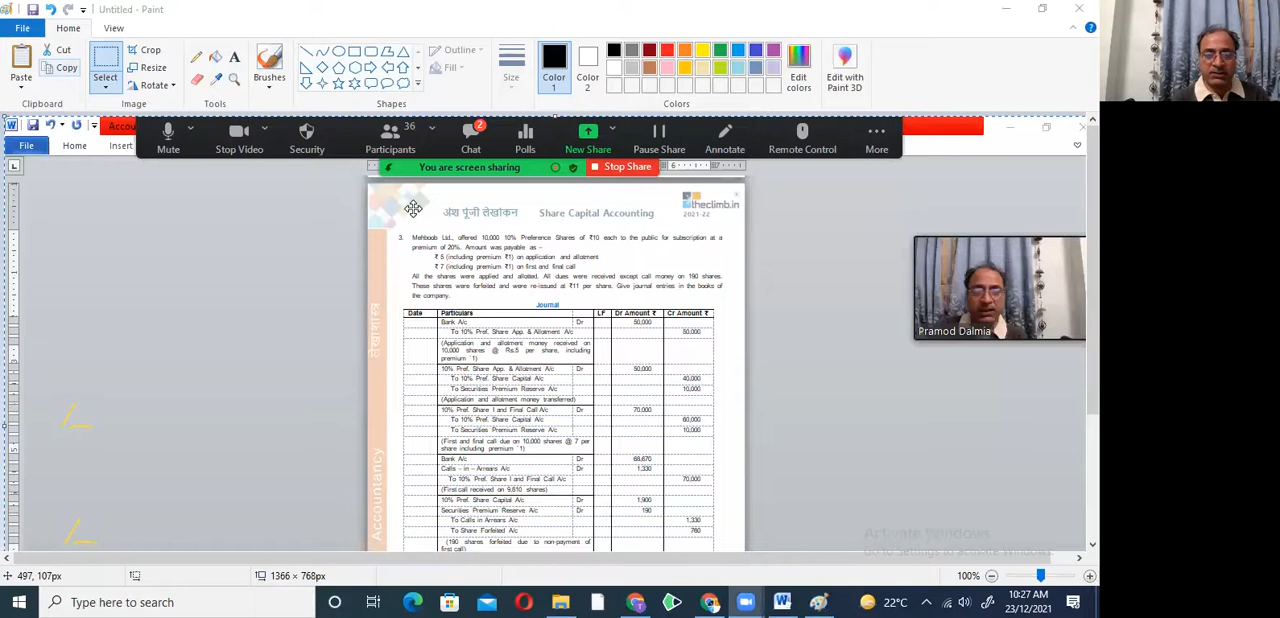 Untitled - Paint
File
Home
View
Paste
Cut
Copy
Clipboard
Select
Crop
Resize
Rotate
Image
A
Tools
Brushes
Shapes
Outline
Fill
Size
Color
1
Color
2
Edit
colors
Edit with
Paint 3D
Colors
Accou
Mute
Stop Video
Security
36
Participants
2
Chat
Polls
New Share
Pause Share
Annotate
Remote Control
More
File
Home
Insert
You are screen sharing
Stop Share
अंश पूंजी लेखांकन Share Capital Accounting
theclimb.in
2021-22
3. Mehboob Ltd., offered 10,000 10% Preference Shares of ₹10 each to the public for subscription at a
premium of 20%. Amount was payable as –
₹ 5 (including premium ₹1) on application and allotment
₹ 7 (including premium ₹1) on first and final call
All the shares were applied and allotted. All dues were received except call money on 190 shares.
These shares were forfeited and were re-issued at ₹11 per share. Give journal entries in the books of
the company.
Journal
Date Particulars LF Dr Amount ₹ Cr Amount ₹
Bank A/c Dr 50,000
To 10% Pref. Share App. & Allotment A/c 50,000
(Application and allotment money received on
10,000 shares @ Rs.5 per share, including
premium `1)
10% Pref. Share App. & Allotment A/c Dr 50,000
To 10% Pref. Share Capital A/c 40,000
To Securities Premium Reserve A/c 10,000
(Application and allotment money transferred)
10% Pref. Share I and Final Call A/c Dr 70,000
To 10% Pref. Share Capital A/c 60,000
To Securities Premium Reserve A/c 10,000
(First and final call due on 10,000 shares @ 7 per
share including premium `1)
Bank A/c Dr 68,670
Calls – in – Arrears A/c Dr 1,330
To 10% Pref. Share I and Final Call A/c 70,000
(First call received on 9,810 shares)
10% Pref. Share Capital A/c Dr 1,900
Securities Premium Reserve A/c Dr 190
To Calls in Arrears A/c 1,330
To Share Forfeited A/c 760
(190 shares forfeited due to non-payment of
first call)
लेखाशास्त्र
Accountancy
Pramod Dalmia
Activate Windows
Go to Settings to activate Windows.
497, 107px
1366 × 768px
100%
Type here to search
22°C
10:27 AM
23/12/2021